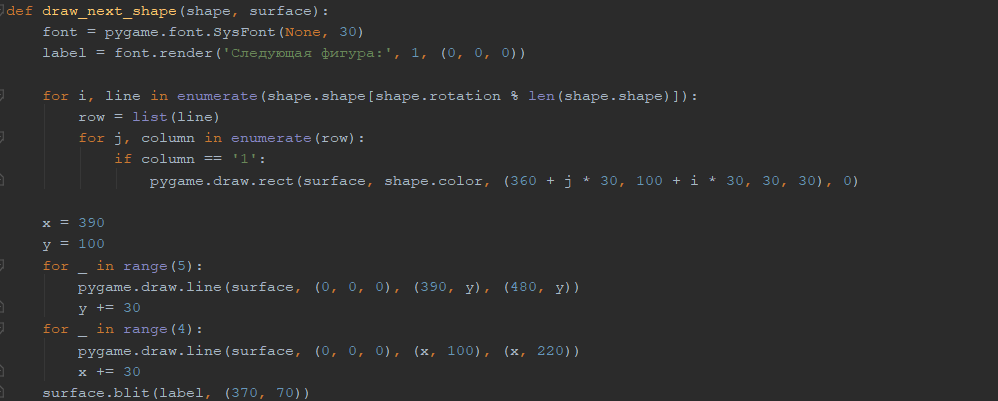 def draw_next_shape(shape, surface):
    font = pygame.font.SysFont(None, 30)
    label = font.render('Следующая фигура:', 1, (0, 0, 0))

    for i, line in enumerate(shape.shape[shape.rotation % len(shape.shape)]):
        row = list(line)
        for j, column in enumerate(row):
            if column == '1':
                pygame.draw.rect(surface, shape.color, (360 + j * 30, 100 + i * 30, 30, 30), 0)

    x = 390
    y = 100
    for _ in range(5):
        pygame.draw.line(surface, (0, 0, 0), (390, y), (480, y))
        y += 30
    for _ in range(4):
        pygame.draw.line(surface, (0, 0, 0), (x, 100), (x, 220))
        x += 30
    surface.blit(label, (370, 70))